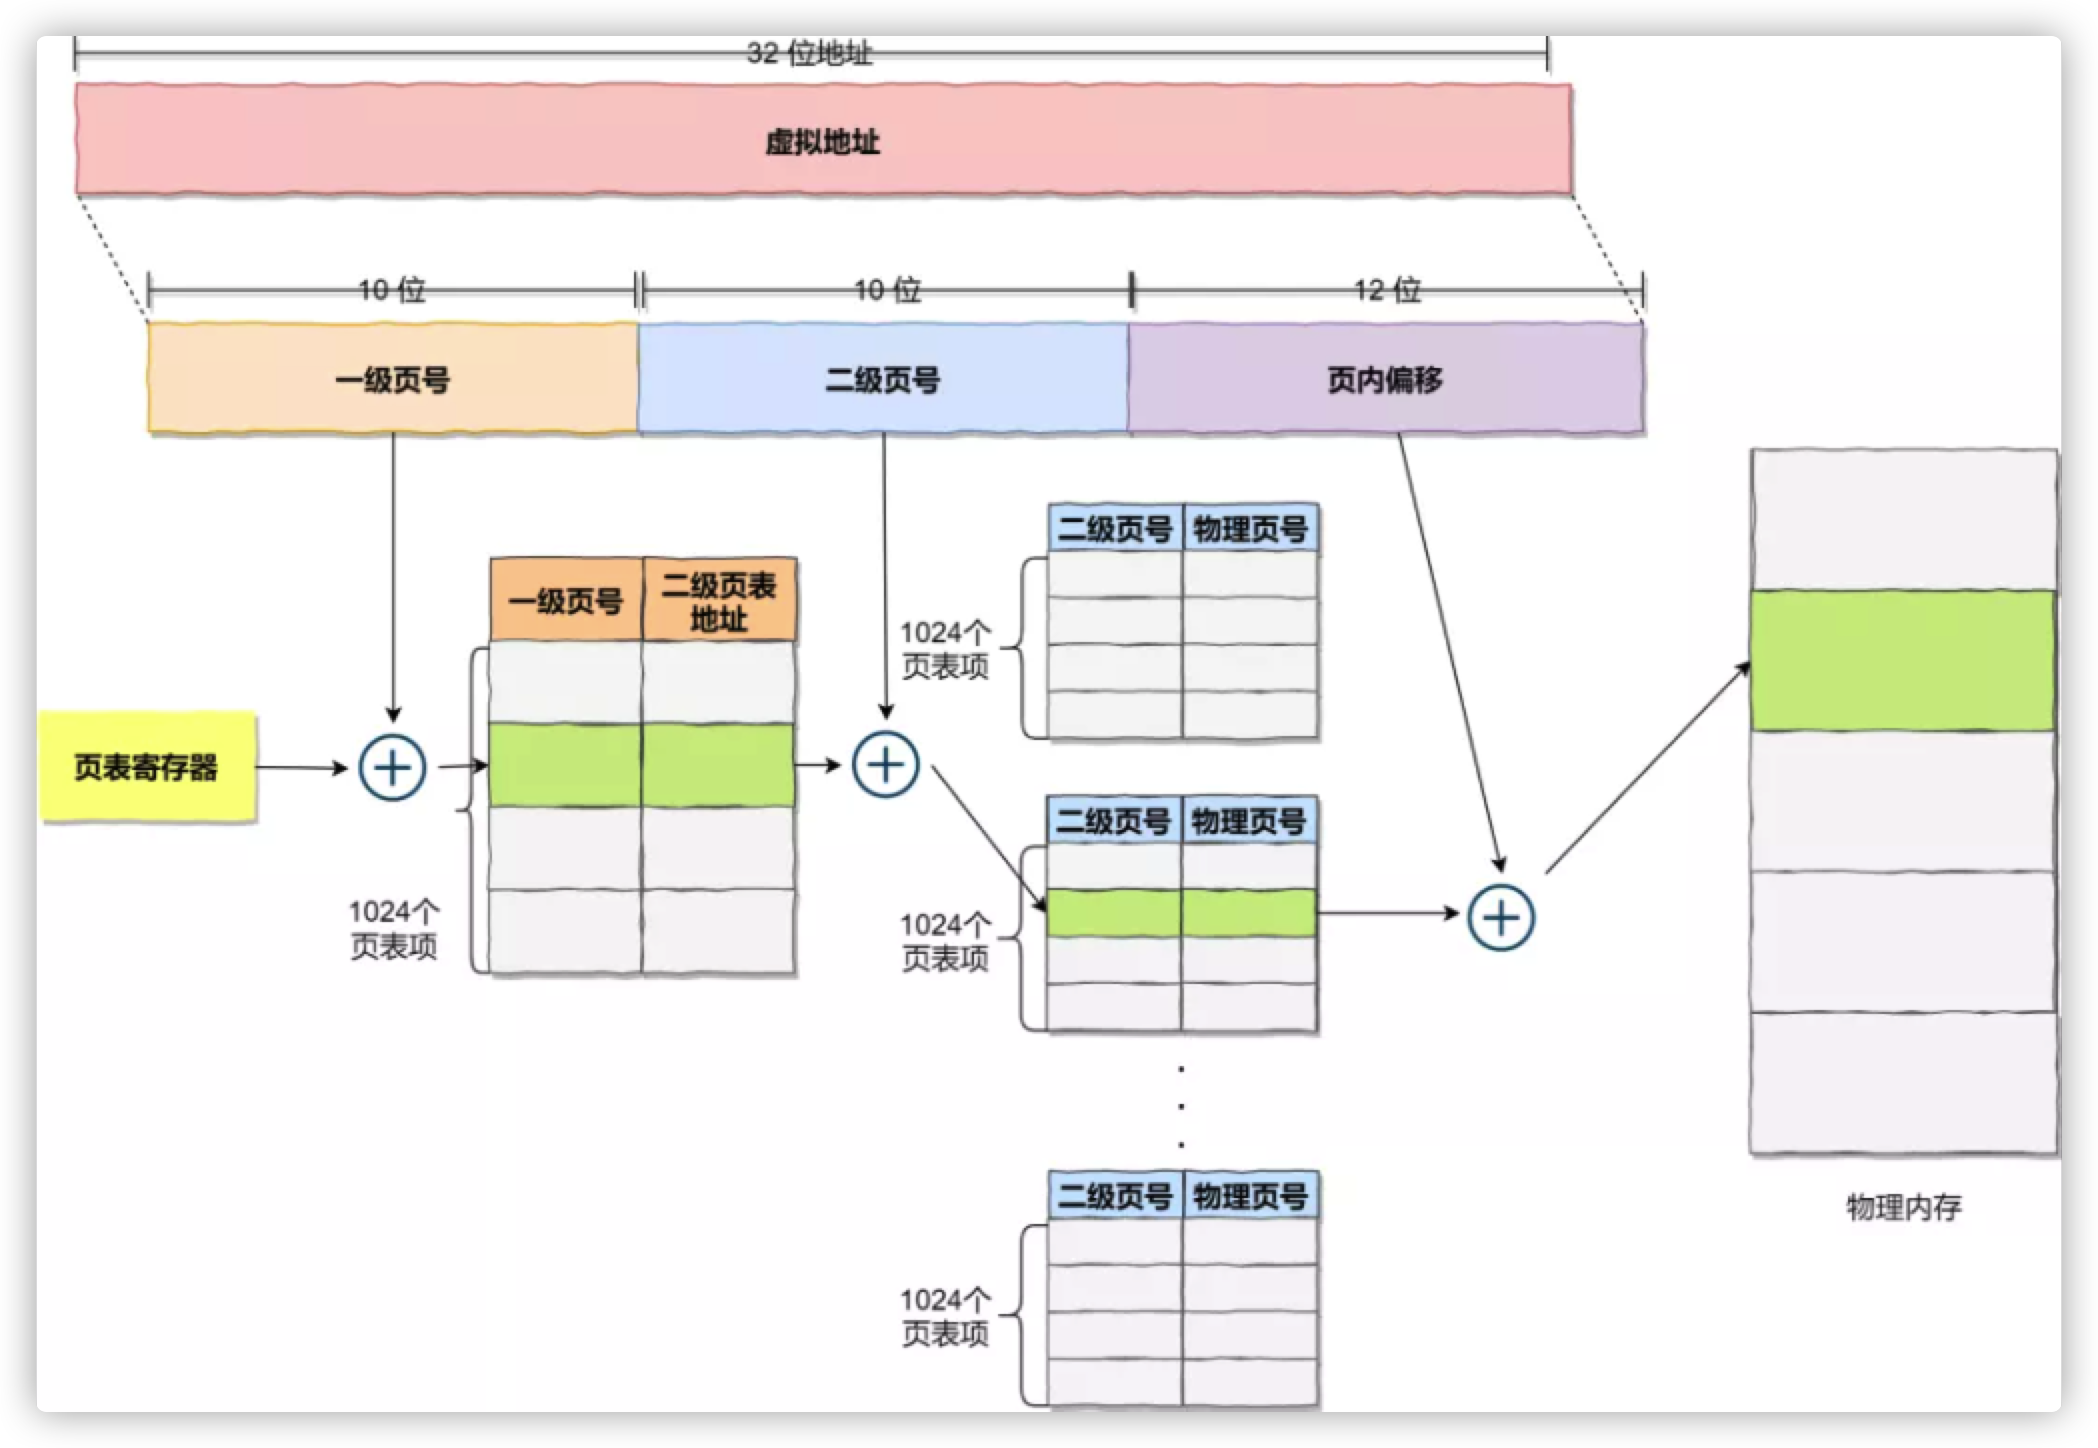 32 位地址
虚拟地址
10 位
10 位
12 位
一级页号
二级页号
页内偏移
页表寄存器
一级页号
二级页表
地址
1024个
页表项
二级页号
物理页号
1024个
页表项
二级页号
物理页号
1024个
页表项
二级页号
物理页号
1024个
页表项
物理内存